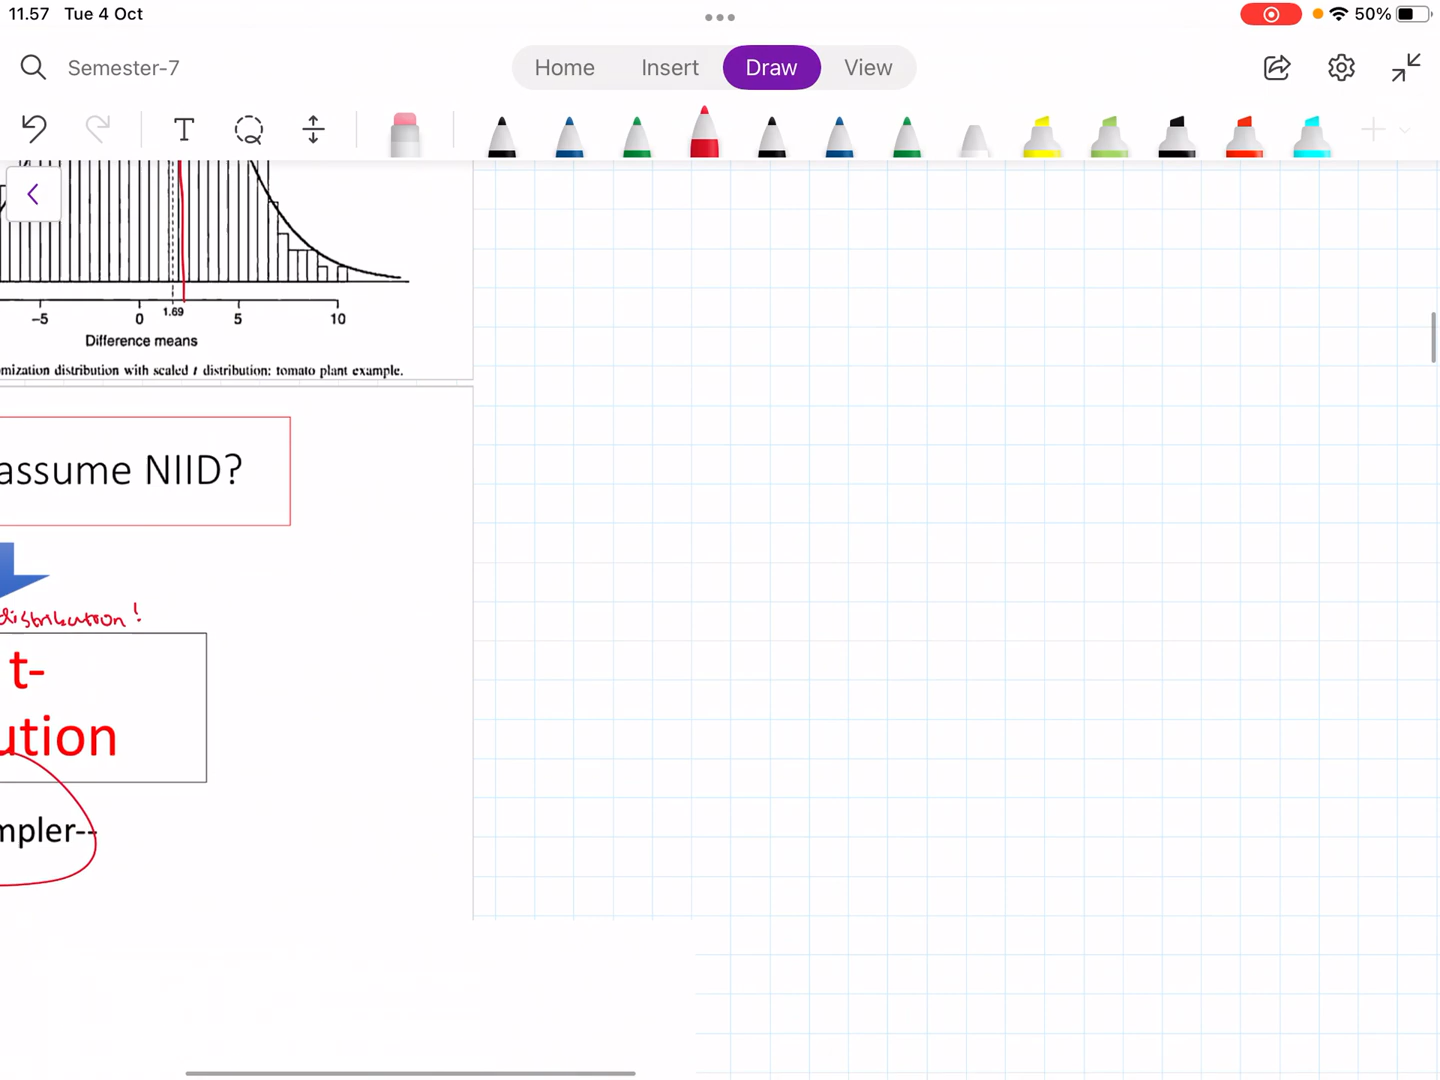 11.57 Tue 4 Oct
50%
Semester-7
Home Insert Draw View
T
-5 0 1.69 5 10
Difference means
mization distribution with scaled t distribution: tomato plant example.
assume NIID?
distribution!
t-
ution
mpler--